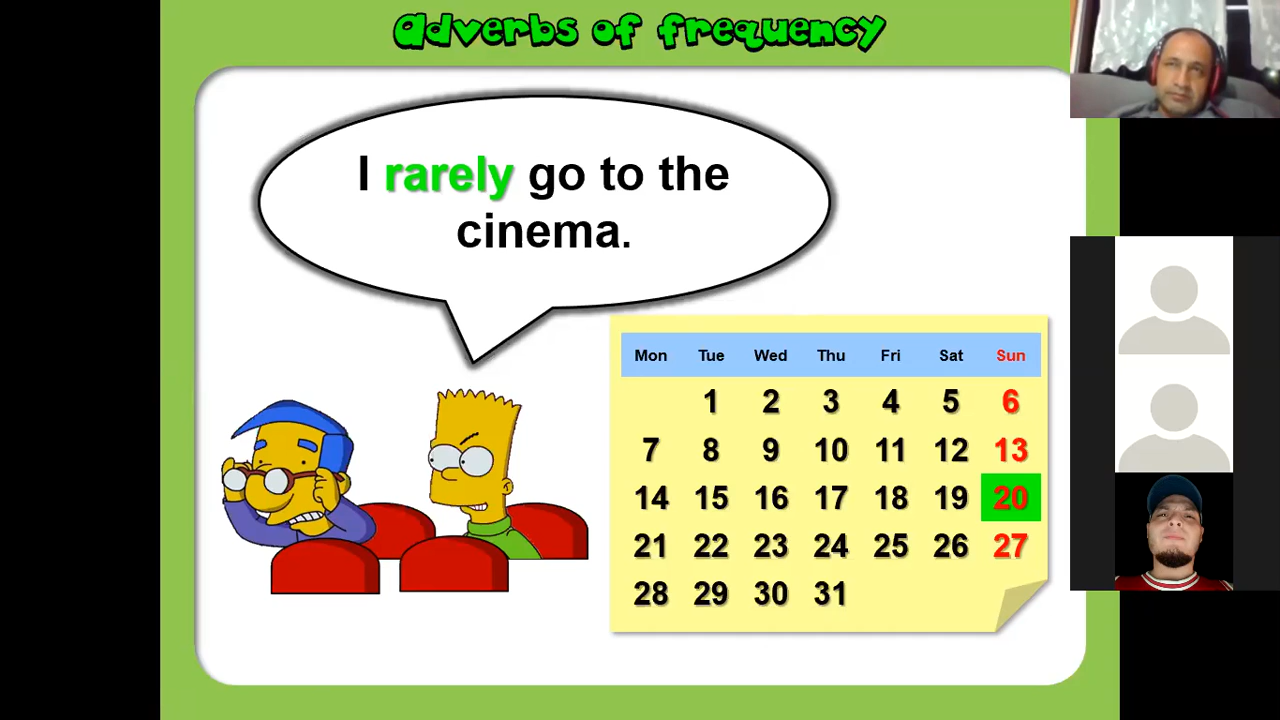 Adverbs of frequency
I rarely go to the
cinema.
Mon Tue Wed Thu Fri Sat Sun
1 2 3 4 5 6
7 8 9 10 11 12 13
14 15 16 17 18 19 20
21 22 23 24 25 26 27
28 29 30 31